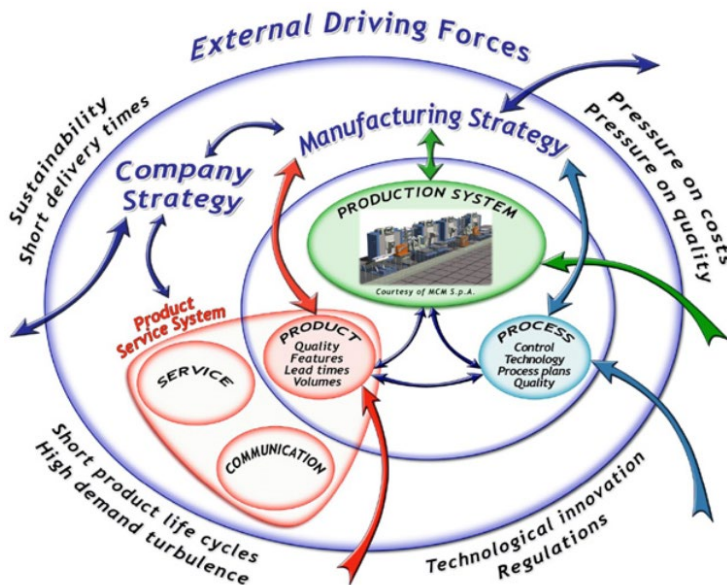 External Driving Forces
Sustainability
Short delivery times
Pressure on costs
Pressure on quality
Manufacturing Strategy
Company
Strategy
PRODUCTION SYSTEM
Courtesy of MCM S.p.A.
Product
Service System
SERVICE
COMMUNICATION
PRODUCT
Quality
Features
Lead times
Volumes
PROCESS
Control
Technology
Process plans
Quality
Short product life cycles
High demand turbulence
Technological innovation
Regulations